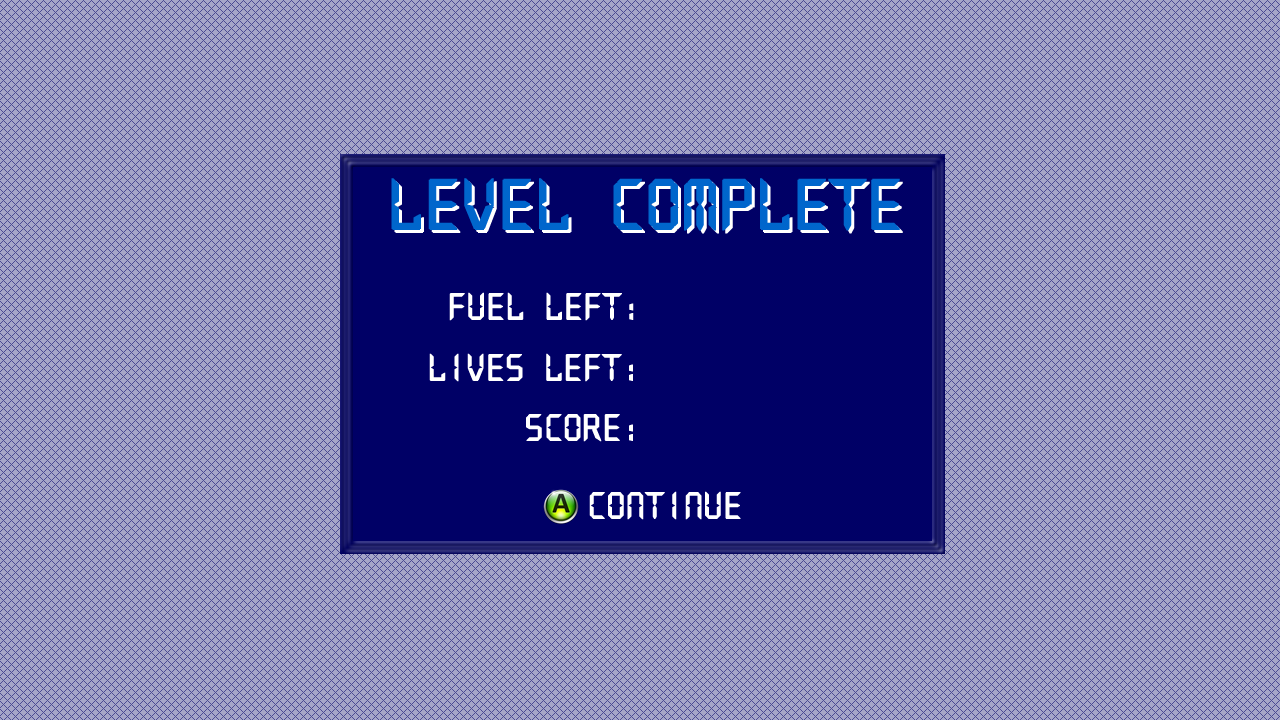 LEVEL COMPLETE
FUEL LEFT:
LIVES LEFT:
SCORE:
A CONTINUE